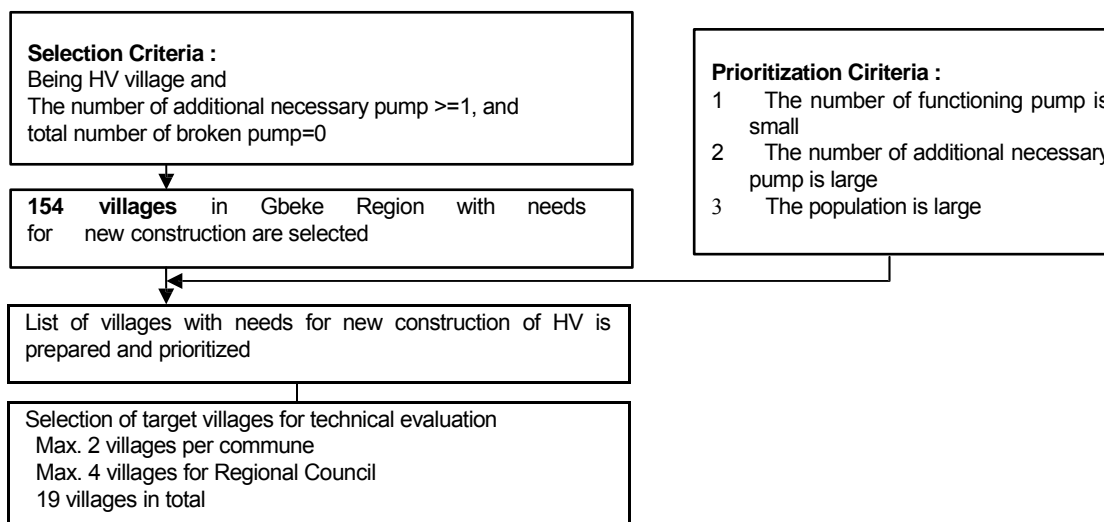 Selection Criteria :
Being HV village and
The number of additional necessary pump >=1, and
total number of broken pump=0
154 villages in Gbeke Region with needs
for new construction are selected
Prioritization Ciriteria :
1 The number of functioning pump is
small
2 The number of additional necessary
pump is large
3 The population is large
List of villages with needs for new construction of HV is
prepared and prioritized
Selection of target villages for technical evaluation
Max. 2 villages per commune
Max. 4 villages for Regional Council
19 villages in total